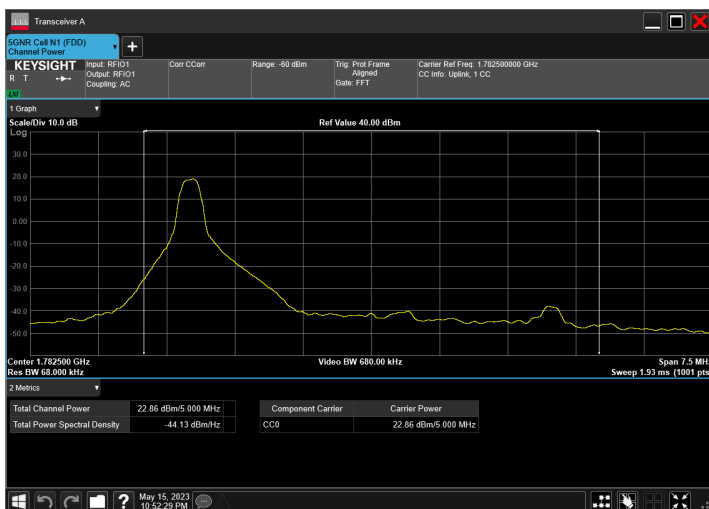 Transceiver A
5GNR Cell N1 (FDD)
Channel Power
KEYSIGHT
R T
LXI
Input: RFIO1
Output: RFIO1
Coupling: AC
Corr CCorr
Range: -60 dBm
Trig: Prot Frame
Aligned
Gate: FFT
Carrier Ref Freq: 1.782500000 GHz
CC Info: Uplink, 1 CC
1 Graph
Scale/Div 10.0 dB
Ref Value 40.00 dBm
Log
30.0
20.0
10.0
0.00
-10.0
-20.0
-30.0
-40.0
-50.0
Center 1.782500 GHz
Video BW 680.00 kHz
Span 7.5 MHz
Res BW 68.000 kHz
Sweep 1.93 ms (1001 pts
2 Metrics
Total Channel Power 22.86 dBm/5.000 MHz
Total Power Spectral Density -44.13 dBm/Hz
Component Carrier Carrier Power
CC0 22.86 dBm/5.000 MHz
May 15, 2023
10:52:29 PM